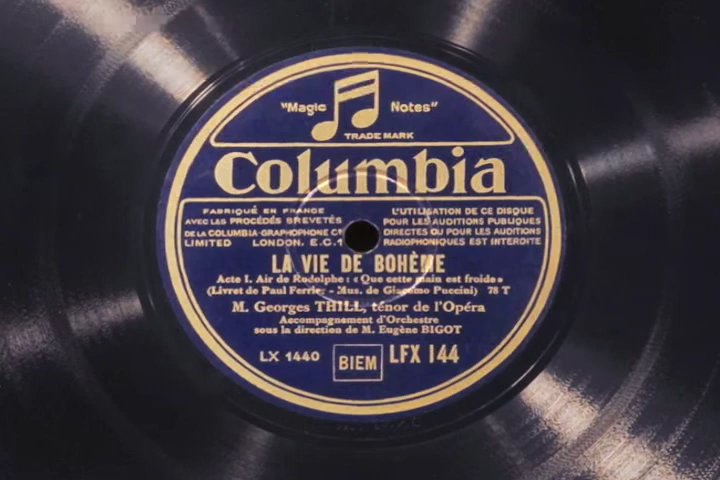 "Magic Notes"
TRADE MARK
Columbia
FABRIQUÉ EN FRANCE
AVEC LES PROCÉDÉS BREVETÉS
DE LA COLUMBIA-GRAPHOPHONE Cº
LIMITED LONDON. E.C.1
L'UTILISATION DE CE DISQUE
POUR LES AUDITIONS PUBLIQUES
DIRECTES OU POUR LES AUDITIONS
RADIOPHONIQUES EST INTERDITE
LA VIE DE BOHÈME
Acte I. Air de Rodolphe: «Que cette main est froide»
(Livret de Paul Ferrier - Mus. de Giacomo Puccini) 78 T
M. Georges THILL, ténor de l'Opéra
Accompagnement d'Orchestre
sous la direction de M. Eugène BIGOT
LX 1440 BIEM LFX 144